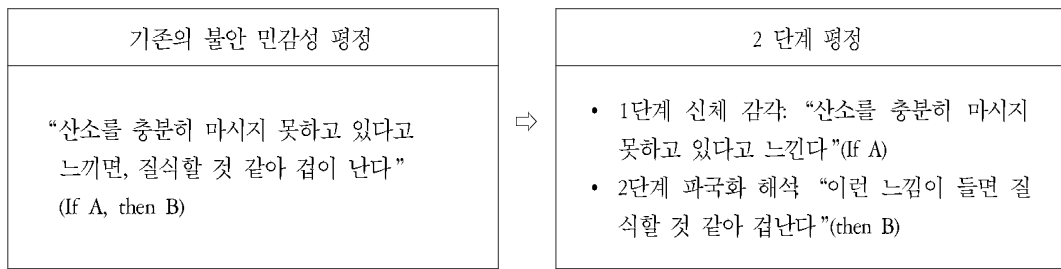 기존의 불안 민감성 평정
“산소를 충분히 마시지 못하고 있다고
느끼면, 질식할 것 같아 겁이 난다”
(If A, then B)
⇨
2 단계 평정
• 1단계 신체 감각: “산소를 충분히 마시지
못하고 있다고 느낀다”(If A)
• 2단계 파국화 해석: “이런 느낌이 들면 질
식할 것 같아 겁난다”(then B)